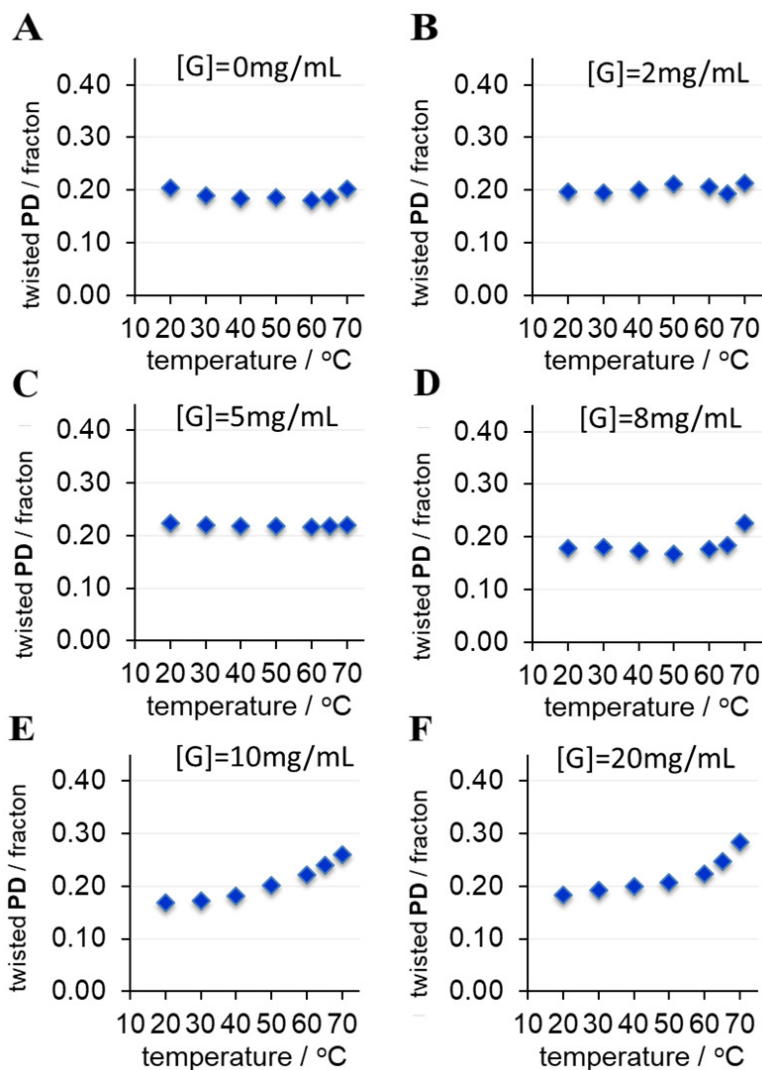 A
[G]=0mg/mL
twisted PD / fracton
0.40
0.30
0.20
0.10
0.00
10 20 30 40 50 60 70
temperature / °C
B
[G]=2mg/mL
twisted PD / fracton
0.40
0.30
0.20
0.10
0.00
10 20 30 40 50 60 70
temperature / °C
C
[G]=5mg/mL
twisted PD / fracton
0.40
0.30
0.20
0.10
0.00
10 20 30 40 50 60 70
temperature / °C
D
[G]=8mg/mL
twisted PD / fracton
0.40
0.30
0.20
0.10
0.00
10 20 30 40 50 60 70
temperature / °C
E
[G]=10mg/mL
twisted PD / fracton
0.40
0.30
0.20
0.10
0.00
10 20 30 40 50 60 70
temperature / °C
F
[G]=20mg/mL
twisted PD / fracton
0.40
0.30
0.20
0.10
0.00
10 20 30 40 50 60 70
temperature / °C